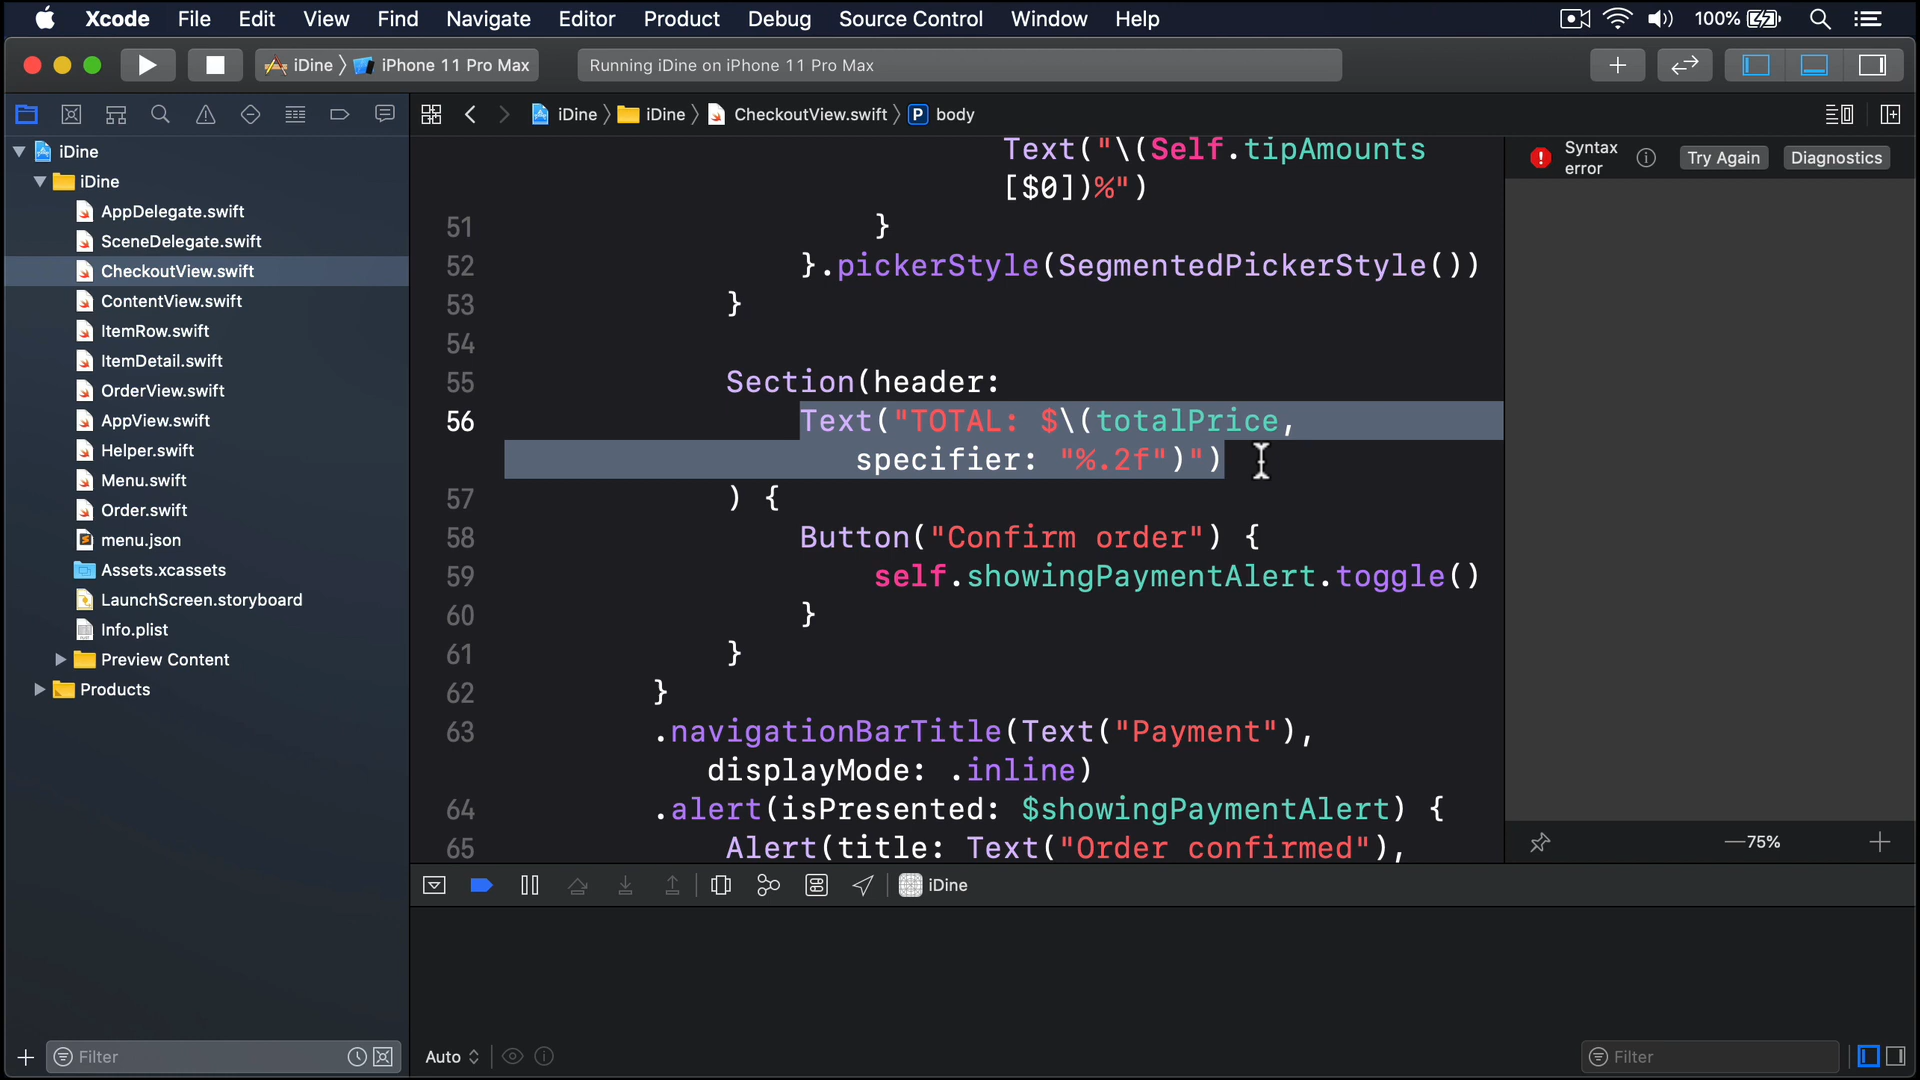 Xcode File Edit View Find Navigate Editor Product Debug Source Control Window Help 100%
iDine iPhone 11 Pro Max Running iDine on iPhone 11 Pro Max
iDine iDine CheckoutView.swift P body
Syntax error Try Again Diagnostics
iDine
iDine
AppDelegate.swift
SceneDelegate.swift
CheckoutView.swift
ContentView.swift
ItemRow.swift
ItemDetail.swift
OrderView.swift
AppView.swift
Helper.swift
Menu.swift
Order.swift
menu.json
Assets.xcassets
LaunchScreen.storyboard
Info.plist
Preview Content
Products
Text("\(Self.tipAmounts
[$0])%")
51 }
52 }.pickerStyle(SegmentedPickerStyle())
53 }
54
55 Section(header:
56 Text("TOTAL: $\(totalPrice,
specifier: "%.2f")")
57 ) {
58 Button("Confirm order") {
59 self.showingPaymentAlert.toggle()
60 }
61 }
62 }
63 .navigationBarTitle(Text("Payment"),
displayMode: .inline)
64 .alert(isPresented: $showingPaymentAlert) {
65 Alert(title: Text("Order confirmed"),
75%
iDine
Filter Auto Filter